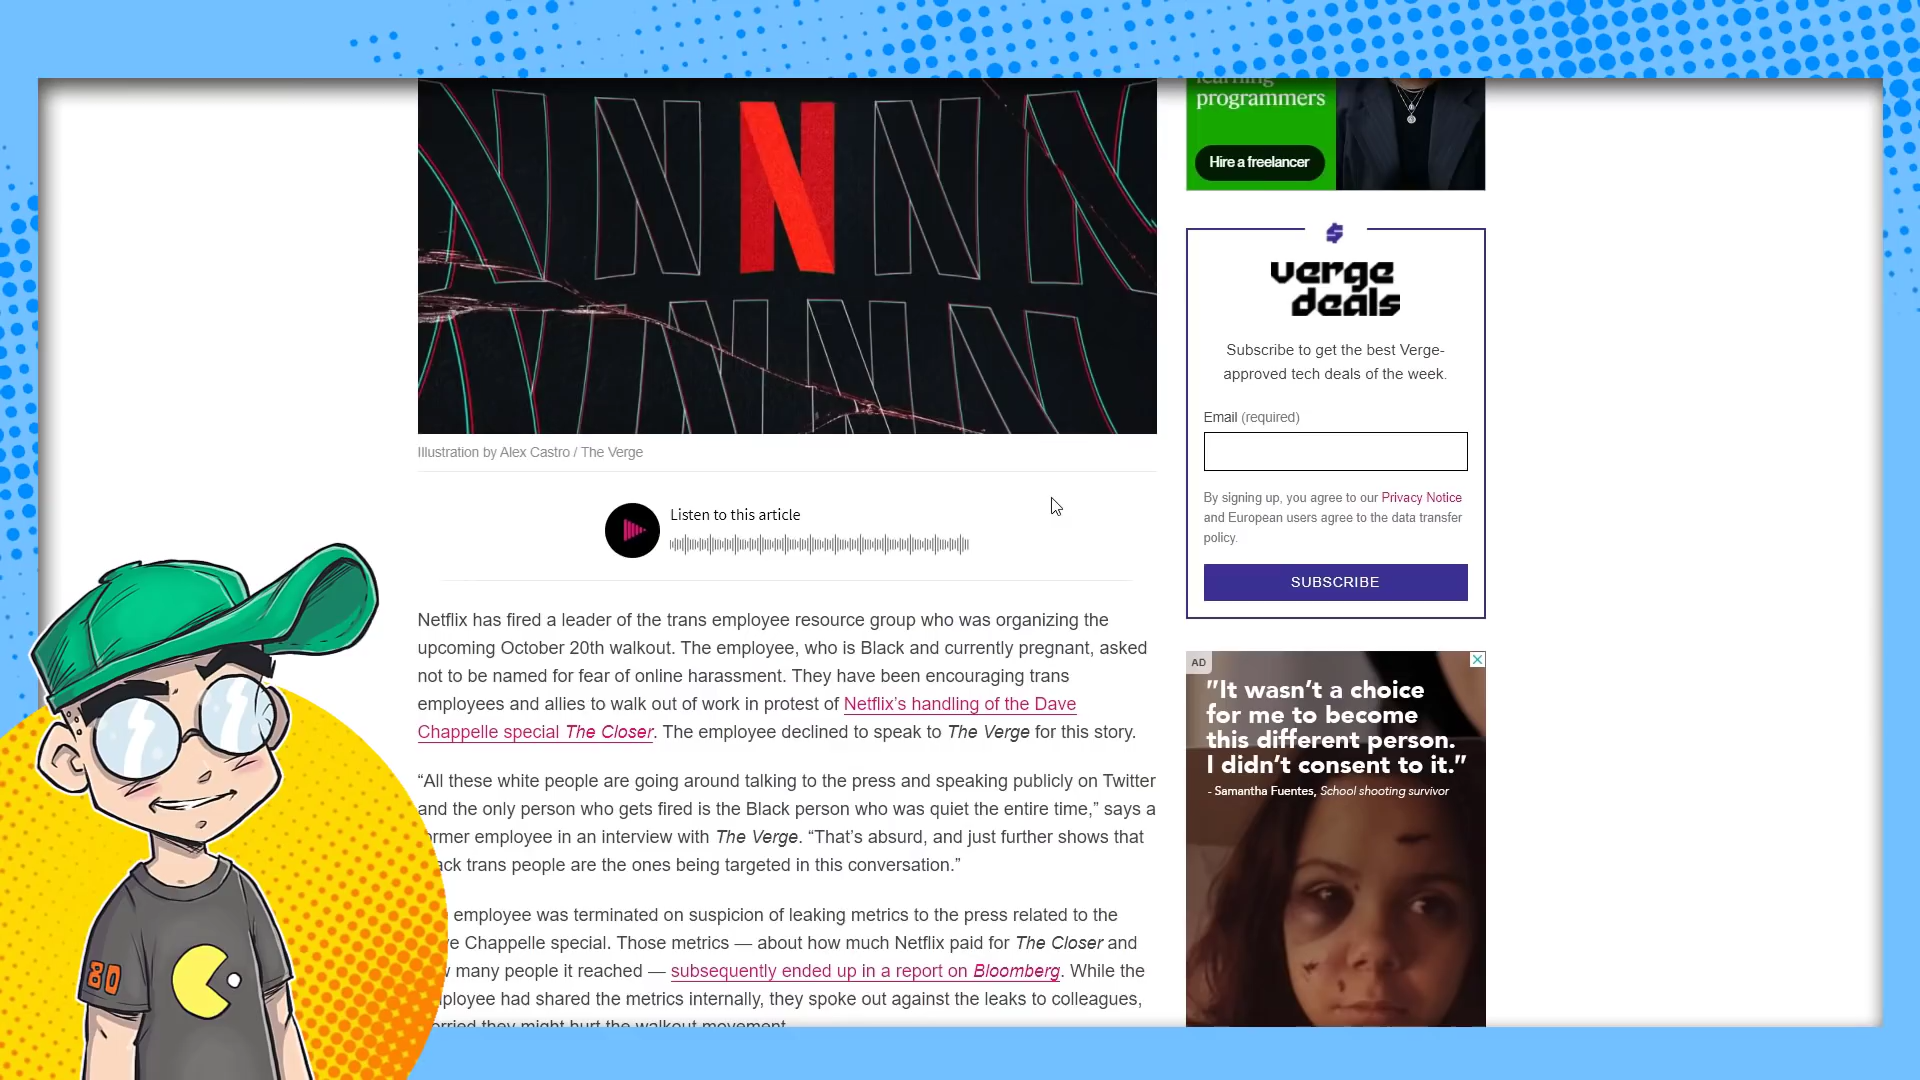 learning
programmers
Hire a freelancer
Illustration by Alex Castro / The Verge
Listen to this article
Netflix has fired a leader of the trans employee resource group who was organizing the
upcoming October 20th walkout. The employee, who is Black and currently pregnant, asked
not to be named for fear of online harassment. They have been encouraging trans
employees and allies to walk out of work in protest of Netflix’s handling of the Dave
Chappelle special The Closer. The employee declined to speak to The Verge for this story.
“All these white people are going around talking to the press and speaking publicly on Twitter
and the only person who gets fired is the Black person who was quiet the entire time,” says a
ormer employee in an interview with The Verge. “That’s absurd, and just further shows that
ack trans people are the ones being targeted in this conversation.”
employee was terminated on suspicion of leaking metrics to the press related to the
e Chappelle special. Those metrics — about how much Netflix paid for The Closer and
many people it reached — subsequently ended up in a report on Bloomberg. While the
ployee had shared the metrics internally, they spoke out against the leaks to colleagues,
orried they might hurt the walkout movement.
verge
deals
Subscribe to get the best Verge-
approved tech deals of the week.
Email (required)
By signing up, you agree to our Privacy Notice
and European users agree to the data transfer
policy.
SUBSCRIBE
AD
"It wasn't a choice
for me to become
this different person.
I didn't consent to it."
- Samantha Fuentes, School shooting survivor
80